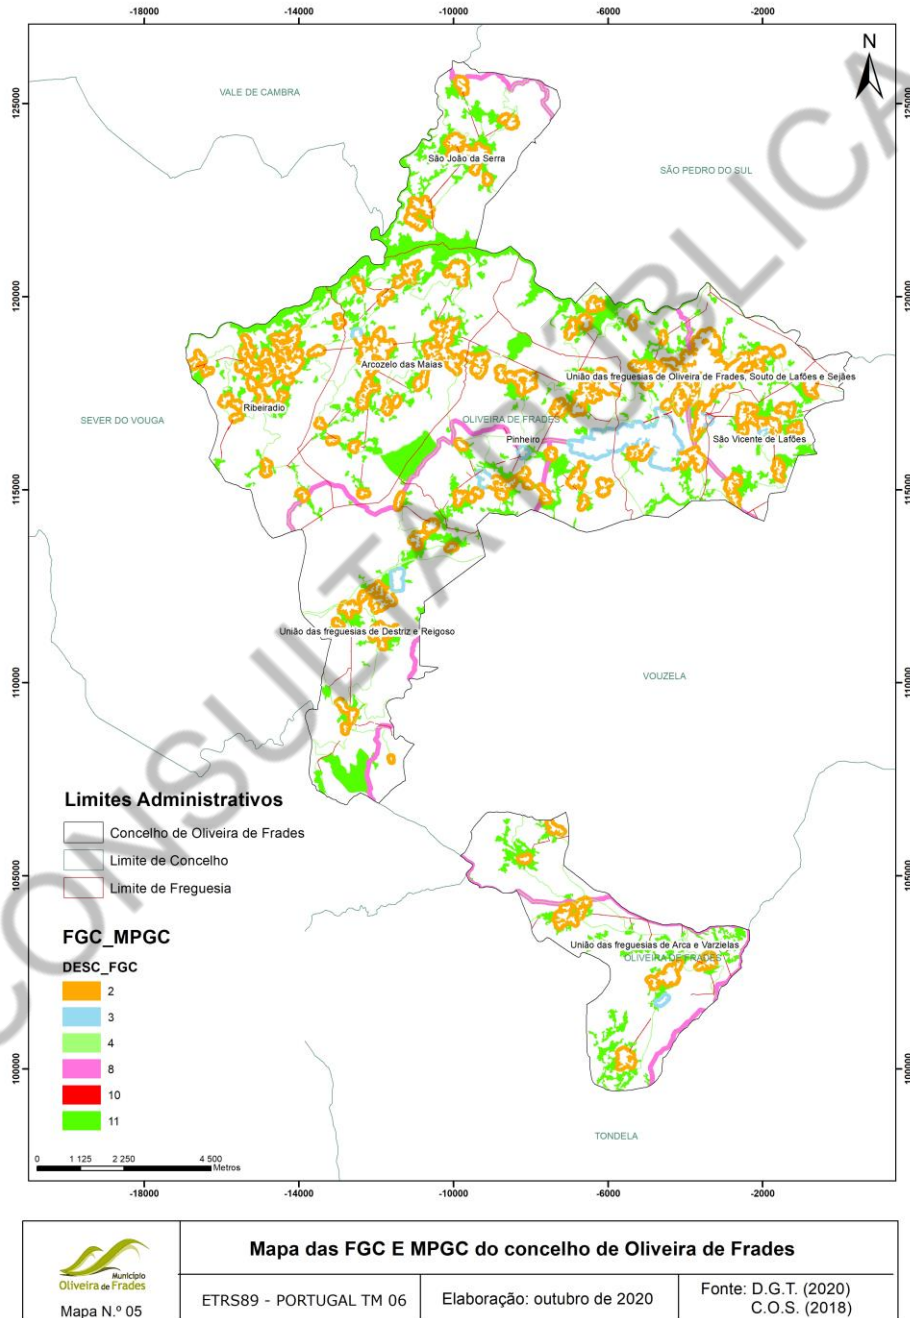 -18000 -14000 -10000 -6000 -2000
N
125000 125000
VALE DE CAMBRA
São João da Serra
SÃO PEDRO DO SUL
120000 120000
Arcozelo das Maias
União das freguesias de Oliveira de Frades, Souto de Lafões e Sejães
Ribeiradio
SEVER DO VOUGA
OLIVEIRA DE FRADES
Pinheiro
São Vicente de Lafões
115000 115000
União das freguesias de Destriz e Reigoso
110000 110000
VOUZELA
105000 105000
União das freguesias de Arca e Varzielas
OLIVEIRA DE FRADES
100000 100000
TONDELA
CONSULTA PÚBLICA
Limites Administrativos
Concelho de Oliveira de Frades
Limite de Concelho
Limite de Freguesia
FGC_MPGC
DESC_FGC
2
3
4
8
10
11
0 1 125 2 250 4 500
Metros
-18000 -14000 -10000 -6000 -2000
Município
Oliveira de Frades
Mapa N.º 05
Mapa das FGC E MPGC do concelho de Oliveira de Frades
ETRS89 - PORTUGAL TM 06
Elaboração: outubro de 2020
Fonte: D.G.T. (2020)
C.O.S. (2018)